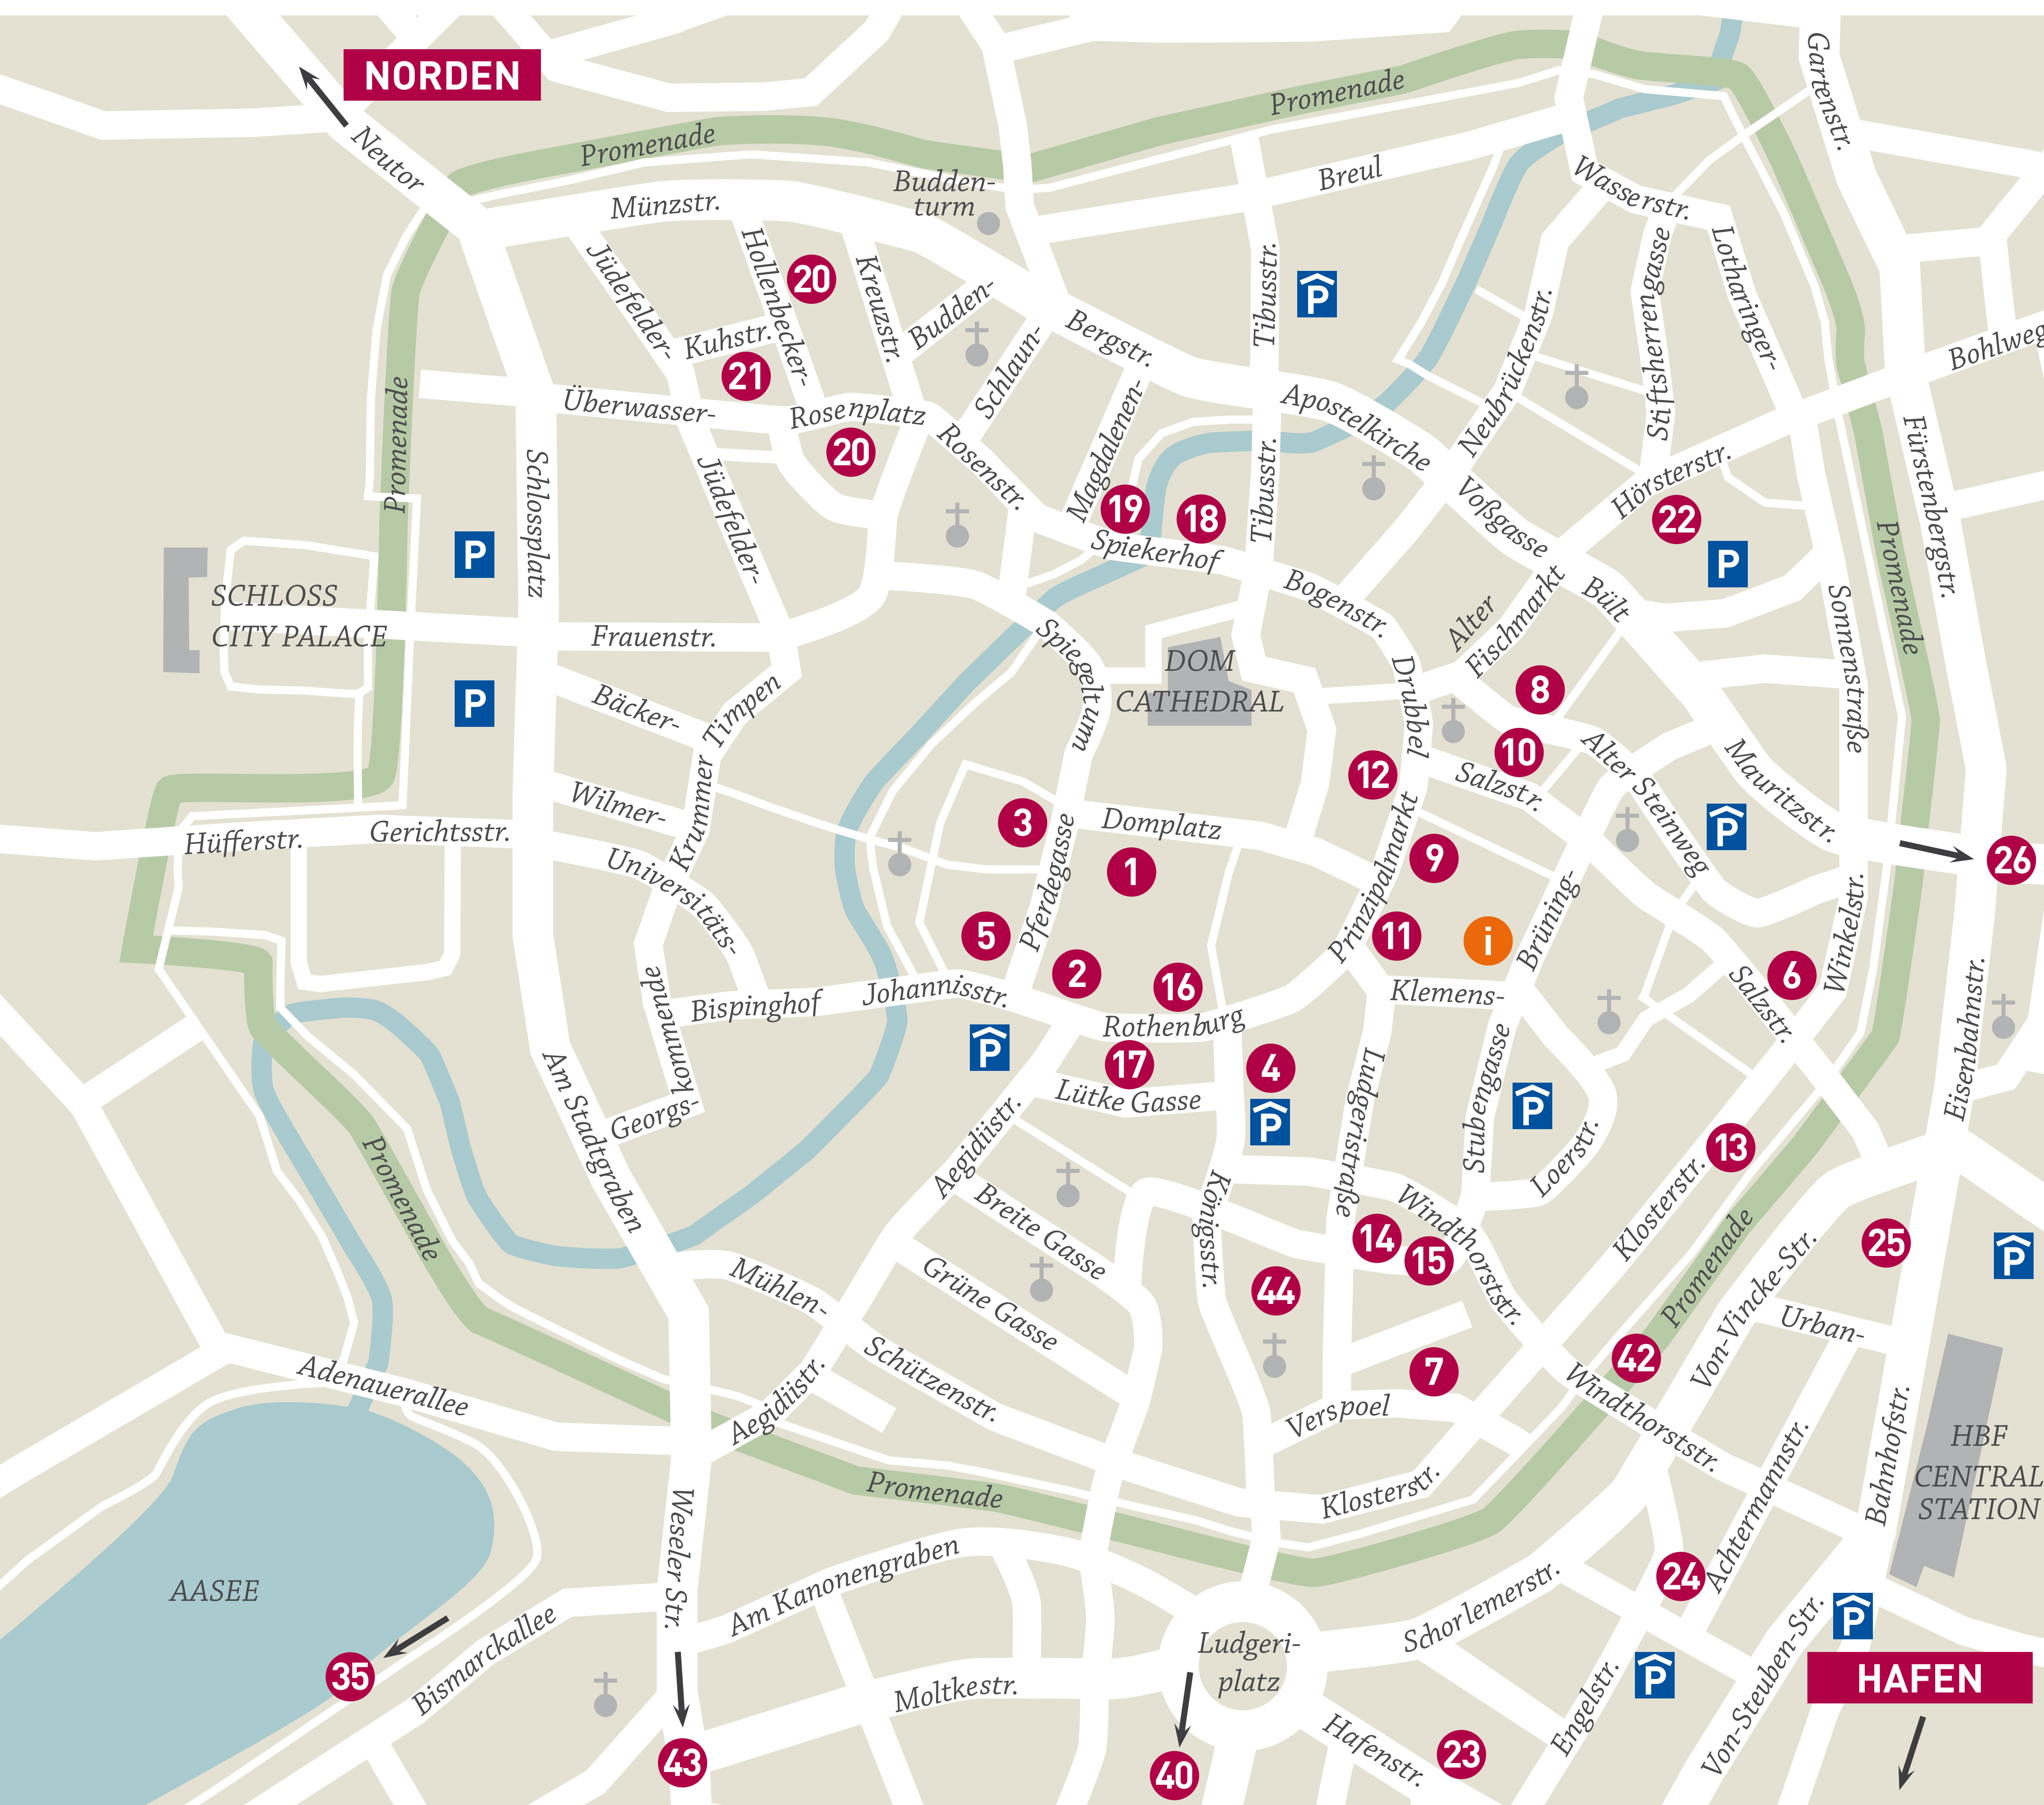 NORDEN
Neutor
Promenade
Promenade
Gartenstr.
Münzstr.
Budden-
turm
Breul
Wasserstr.
Jüdefelder-
Hollenbecker-
20
Kreuzstr.
Budden-
Kuhstr.
21
Schlaun-
Bergstr.
Tibusstr.
P
Neubrückenstr.
Stiftsherrengasse
Lotharinger-
Bohlweg
Promenade
Überwasser-
Rosenplatz
20
Rosenstr.
Magdalenen-
Apostelkirche
Fürstenbergstr.
Schlossplatz
Jüdefelder-
19
18
Tibusstr.
Spiekerhof
Voßgasse
Hörsterstr.
22
P
P
Promenade
SCHLOSS
CITY PALACE
Frauenstr.
Spiegelturm
Bogenstr.
Alter
Fischmarkt
Bült
Sonnenstraße
DOM
CATHEDRAL
Drubbel
8
P
Bäcker-
Krummer Timpen
10
12
Salzstr.
Alter Steinweg
Mauritzstr.
Wilmer-
3
Domplatz
P
Hüfferstr.
Gerichtsstr.
Universitäts-
Pferdegasse
1
Prinzipalmarkt
9
26
5
2
16
11
i
Brüning-
6
Winkelstr.
Salzstr.
Georgs-
kommende
Bispinghof
Johannisstr.
Rothenburg
Klemens-
Eisenbahnstr.
P
17
4
Lütke Gasse
P
Ludgeristraße
Stubengasse
P
Loerstr.
Am Stadtgraben
Promenade
Aegidiistr.
Breite Gasse
Königsstr.
13
Klosterstr.
Promenade
Windthorststr.
14
15
25
P
Mühlen-
Grüne Gasse
44
Von-Vincke-Str.
Urban-
Schützenstr.
7
42
Adenauerallee
Aegidiistr.
Verspoel
Windthorststr.
Achtermannstr.
Bahnhofstr.
HBF
CENTRAL
STATION
Promenade
Klosterstr.
Weseler Str.
Am Kanonengraben
Schorlemerstr.
24
AASEE
Bismarckallee
35
Ludgeri-
platz
Moltkestr.
Engelstr.
P
Von-Steuben-Str.
P
HAFEN
43
40
Hafenstr.
23